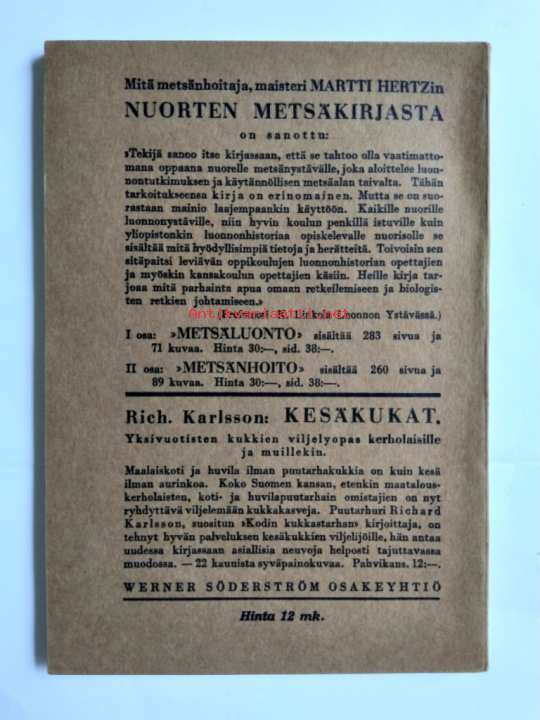 Mitä metsänhoitaja, maisteri MARTTI HERTZin
NUORTEN METSÄKIRJASTA
on sanottu:
»Tekijä sanoo itse kirjassaan, että se tahtoo olla vaatimatto-
mana oppaana nuorelle metsänystävälle, joka aloittelee luon-
nontutkimuksen ja käytännöllisen metsäalan taivalta. Tähän
tarkoitukseensa kirja on erinomainen. Mutta se on suo-
rastaan mainio laajempaankin käyttöön. Kaikille nuorille
luonnonystäville, niin hyvin koulun penkillä istuville kuin
yliopistonkin luonnonhistoriaa opiskelevalle nuorisolle se
sisältää mitä hyödyllisimpiä tietoja ja herätteitä. Toivoisin sen
sitäpaitsi leviävän oppikoulujen luonnonhistorian opettajien
ja myöskin kansakoulun opettajien käsiin. Heille kirja tar-
joaa mitä parhainta apua omaan retkeilemiseen ja biologis-
ten retkien johtamiseen.»
K. Linkola Luonnon Ystävässä.)
I osa: »METSÄLUONTO» sisältää 283 sivua ja
71 kuvaa. Hinta 30:—, sid. 38:—.
II osa: »METSÄNHOITO» sisältää 260 sivua ja
89 kuvaa. Hinta 30:—, sid. 38:—.
Rich. Karlsson: KESÄKUKAT.
Yksivuotisten kukkien viljelyopas kerholaisille
ja muillekin.
Maalaiskoti ja huvila ilman puutarhakukkia on kuin kesä
ilman aurinkoa. Koko Suomen kansan, etenkin maatalous-
kerholaisten, koti- ja huvilapuutarhain omistajien on nyt
ryhdyttävä viljelemään kukkakasveja. Puutarhuri Richard
Karlsson, suositun »Kodin kukkastarhan» kirjoittaja, on
tehnyt hyvän palveluksen kesäkukkien viljelijöille, hän antaa
uudessa kirjassaan asiallisia neuvoja helposti tajuttavassa
muodossa. — 22 kaunista syväpainokuvaa. Pahvikans. 12:—.
WERNER SÖDERSTRÖM OSAKEYHTIÖ
Hinta 12 mk.